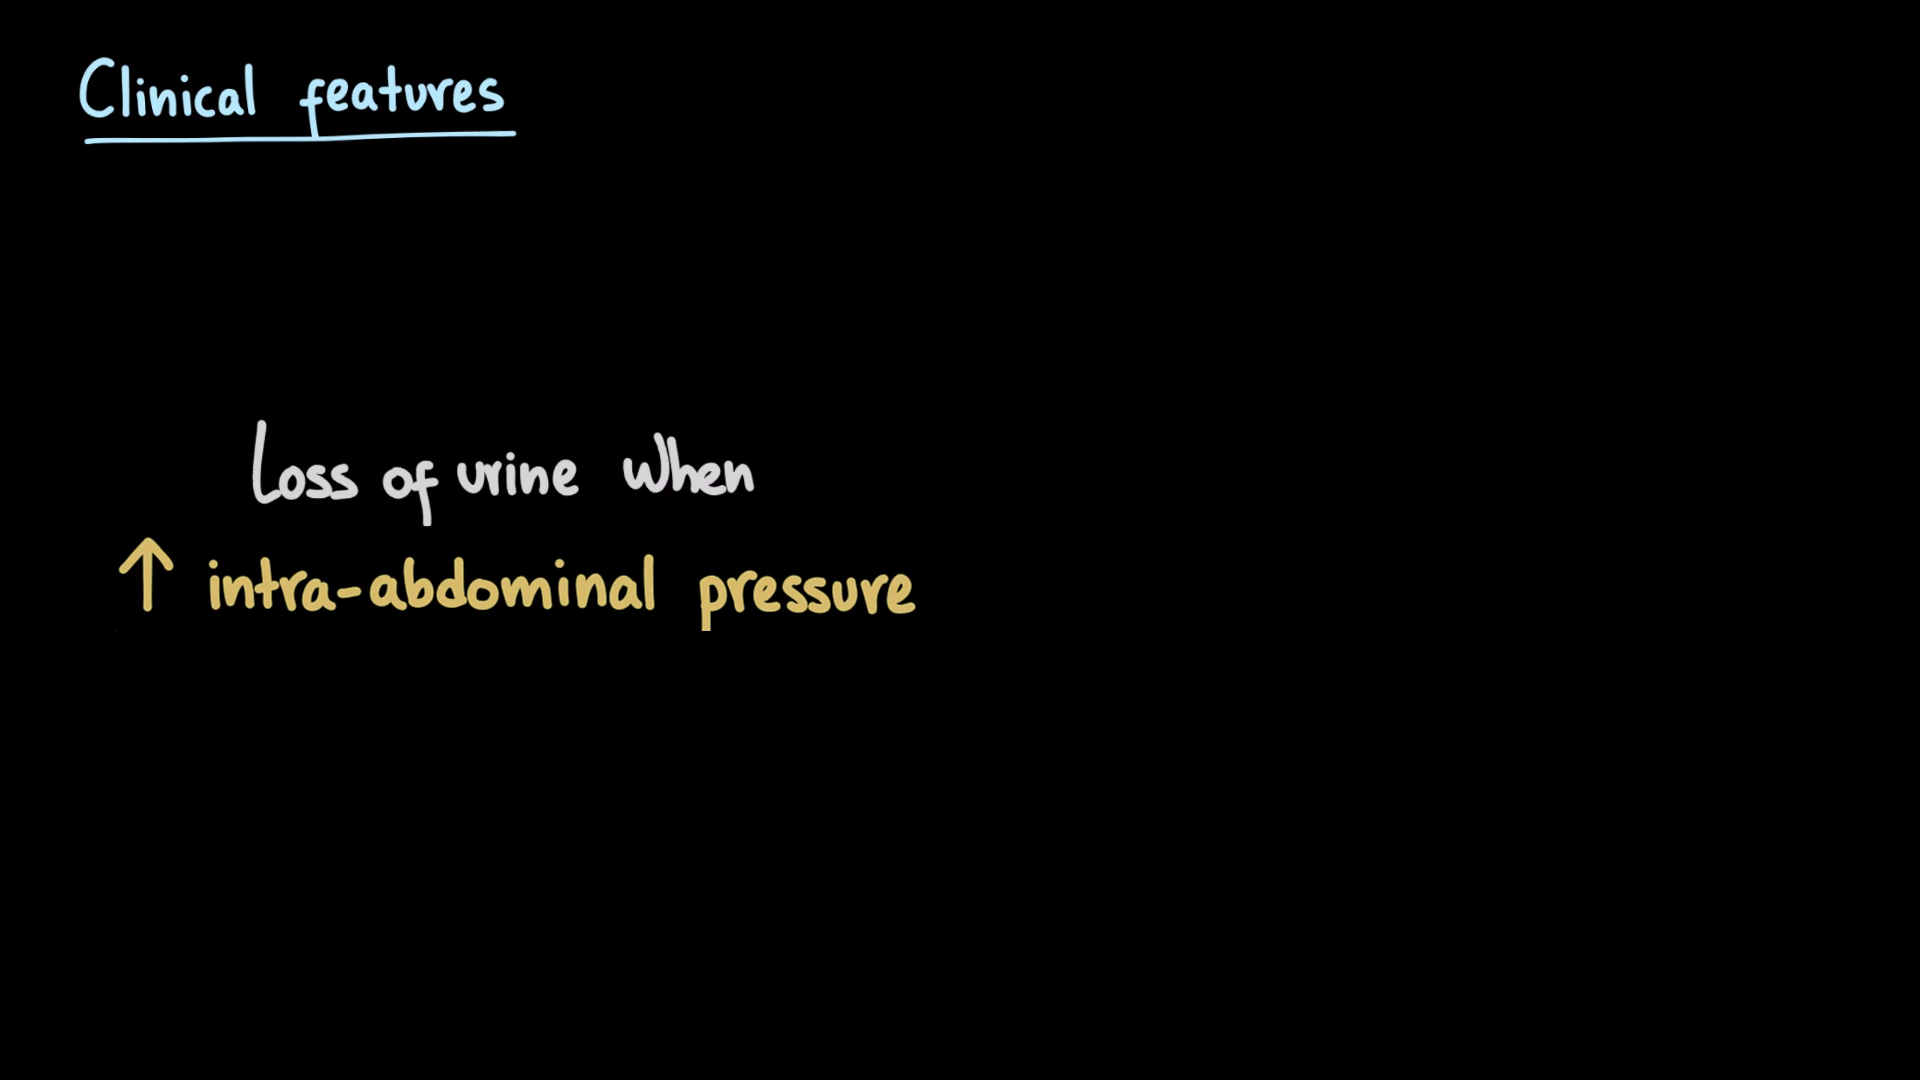 Clinical features
Loss of urine when
↑ intra-abdominal pressure